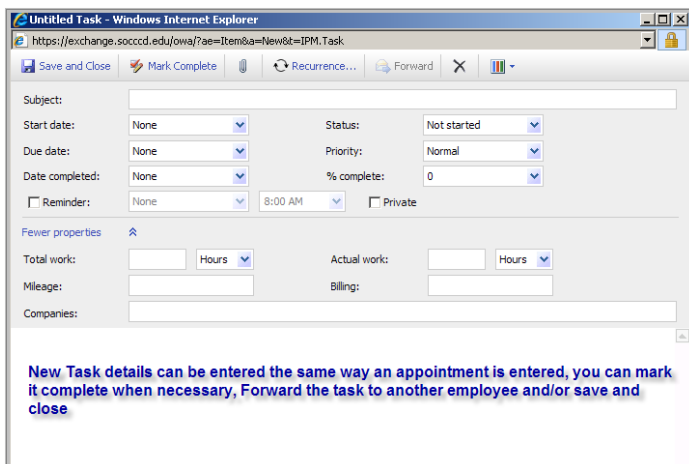 Untitled Task - Windows Internet Explorer
https://exchange.socccd.edu/owa/?ae=Item&a=New&t=IPM.Task
Save and Close Mark Complete Recurrence... Forward
Subject:
Start date: None Status: Not started
Due date: None Priority: Normal
Date completed: None % complete: 0
Reminder: None 8:00 AM Private
Fewer properties
Total work: Hours Actual work: Hours
Mileage: Billing:
Companies:
New Task details can be entered the same way an appointment is entered, you can mark
it complete when necessary, Forward the task to another employee and/or save and
close